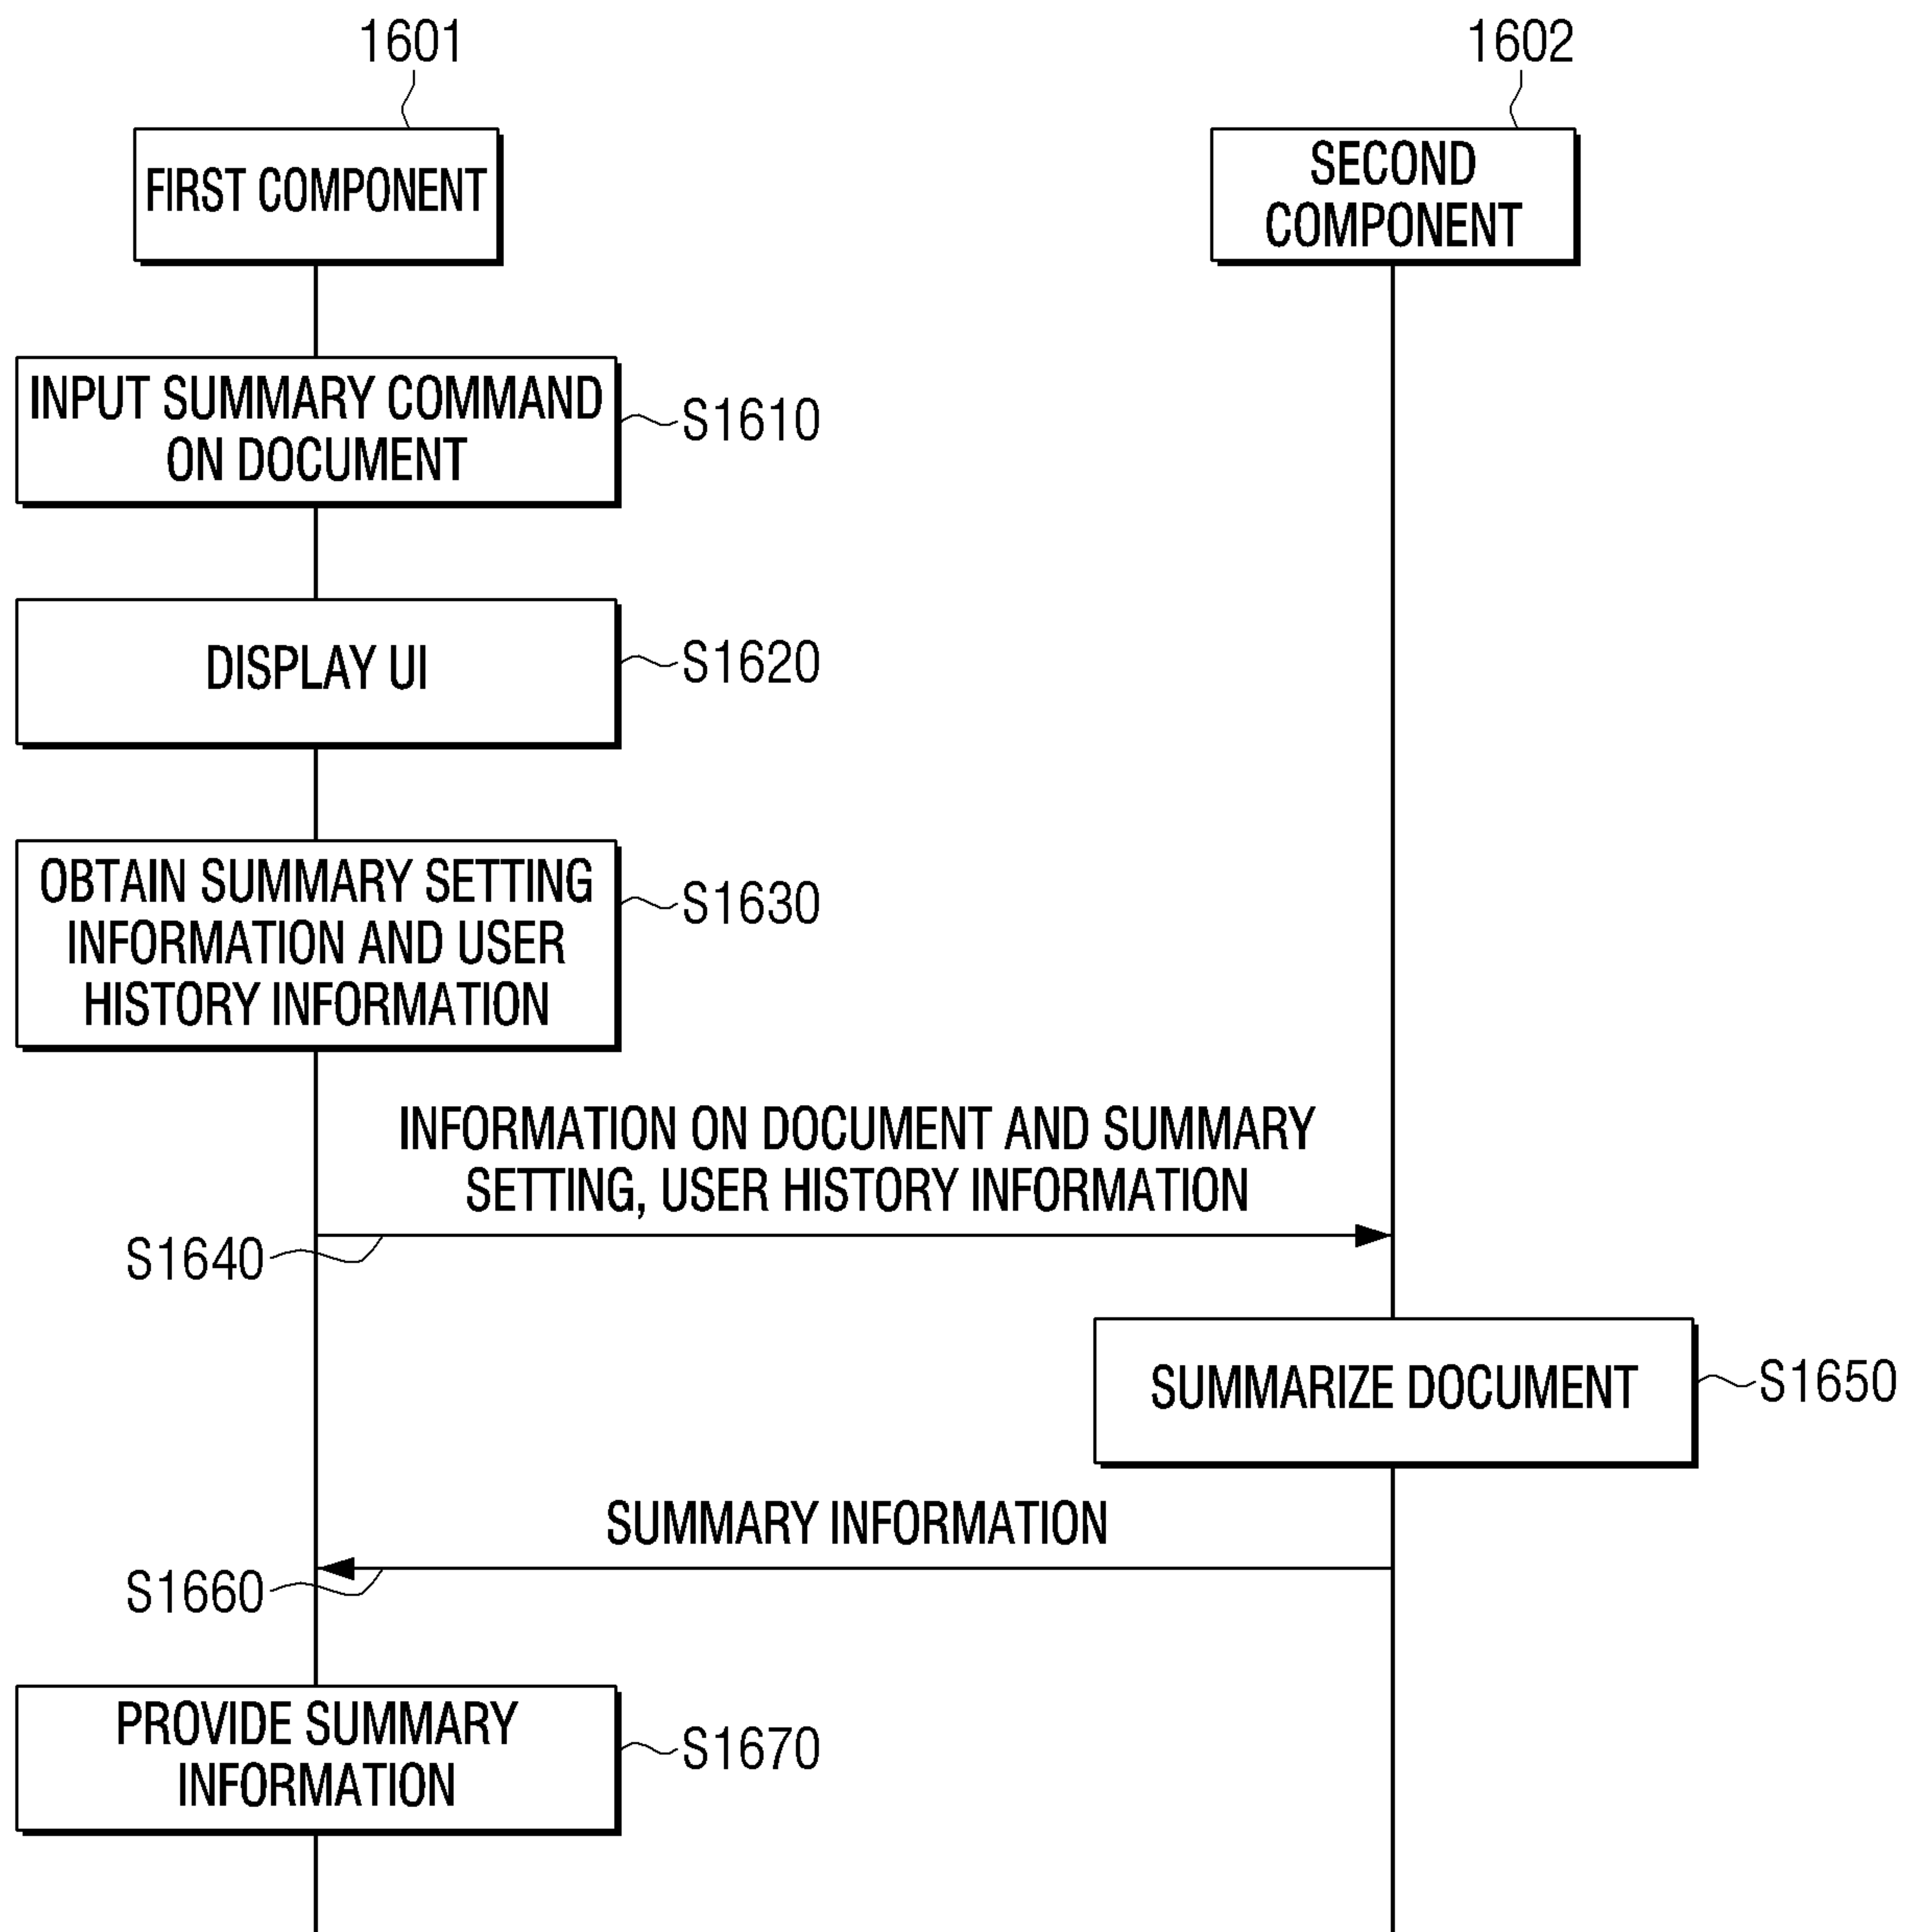 1601
1602
FIRST COMPONENT
SECOND
COMPONENT
INPUT SUMMARY COMMAND
ON DOCUMENT
S1610
DISPLAY UI
S1620
OBTAIN SUMMARY SETTING
INFORMATION AND USER
HISTORY INFORMATION
S1630
INFORMATION ON DOCUMENT AND SUMMARY
SETTING, USER HISTORY INFORMATION
S1640
SUMMARIZE DOCUMENT
S1650
SUMMARY INFORMATION
S1660
PROVIDE SUMMARY
INFORMATION
S1670